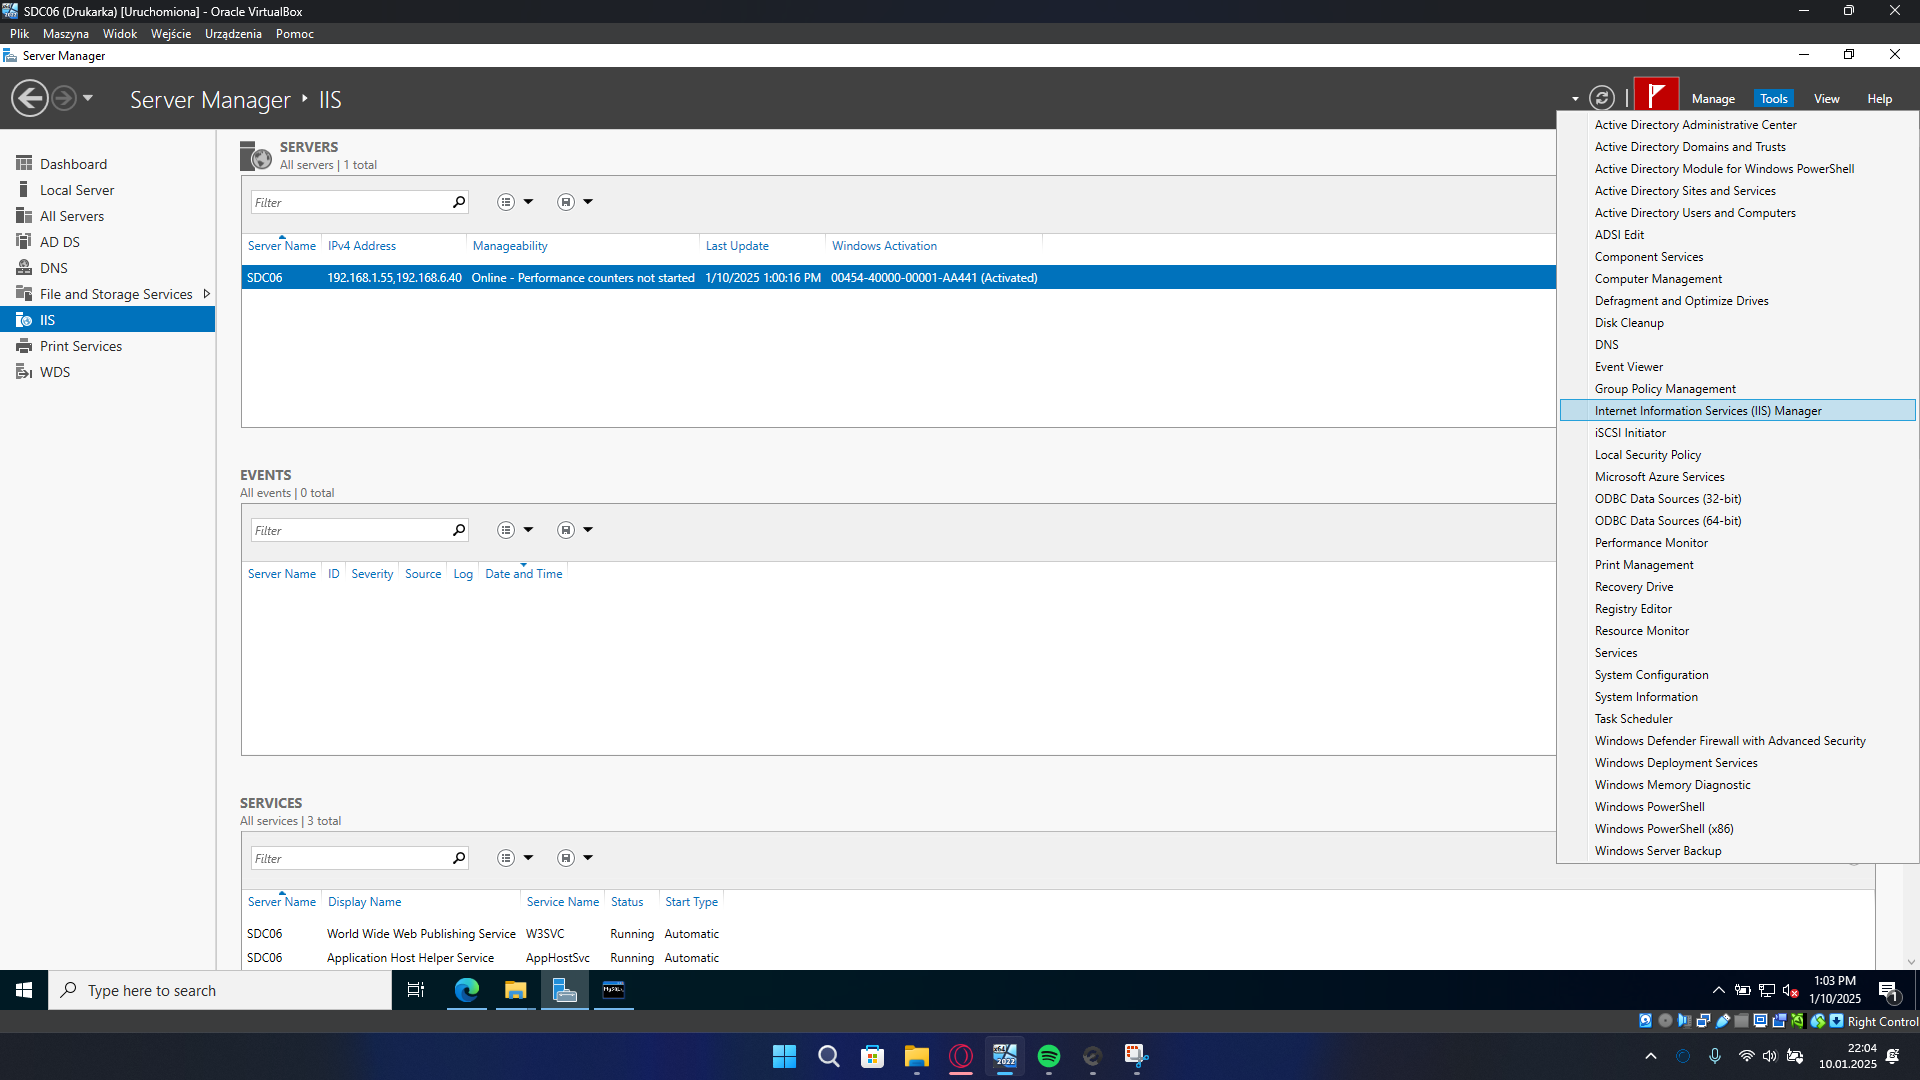 SDC06 (Drukarka) [Uruchomiona] - Oracle VirtualBox
Plik Maszyna Widok Wejście Urządzenia Pomoc
Server Manager
Server Manager IIS
Manage Tools View Help
Dashboard
Local Server
All Servers
AD DS
DNS
File and Storage Services
IIS
Print Services
WDS
SERVERS
All servers | 1 total
Filter
Server Name IPv4 Address Manageability Last Update Windows Activation
SDC06 192.168.1.55,192.168.6.40 Online - Performance counters not started 1/10/2025 1:00:16 PM 00454-40000-00001-AA441 (Activated)
EVENTS
All events | 0 total
Filter
Server Name ID Severity Source Log Date and Time
SERVICES
All services | 3 total
Filter
Server Name Display Name Service Name Status Start Type
SDC06 World Wide Web Publishing Service W3SVC Running Automatic
SDC06 Application Host Helper Service AppHostSvc Running Automatic
Active Directory Administrative Center
Active Directory Domains and Trusts
Active Directory Module for Windows PowerShell
Active Directory Sites and Services
Active Directory Users and Computers
ADSI Edit
Component Services
Computer Management
Defragment and Optimize Drives
Disk Cleanup
DNS
Event Viewer
Group Policy Management
Internet Information Services (IIS) Manager
iSCSI Initiator
Local Security Policy
Microsoft Azure Services
ODBC Data Sources (32-bit)
ODBC Data Sources (64-bit)
Performance Monitor
Print Management
Recovery Drive
Registry Editor
Resource Monitor
Services
System Configuration
System Information
Task Scheduler
Windows Defender Firewall with Advanced Security
Windows Deployment Services
Windows Memory Diagnostic
Windows PowerShell
Windows PowerShell (x86)
Windows Server Backup
Type here to search
1:03 PM
1/10/2025
1
Right Control
22:04
10.01.2025